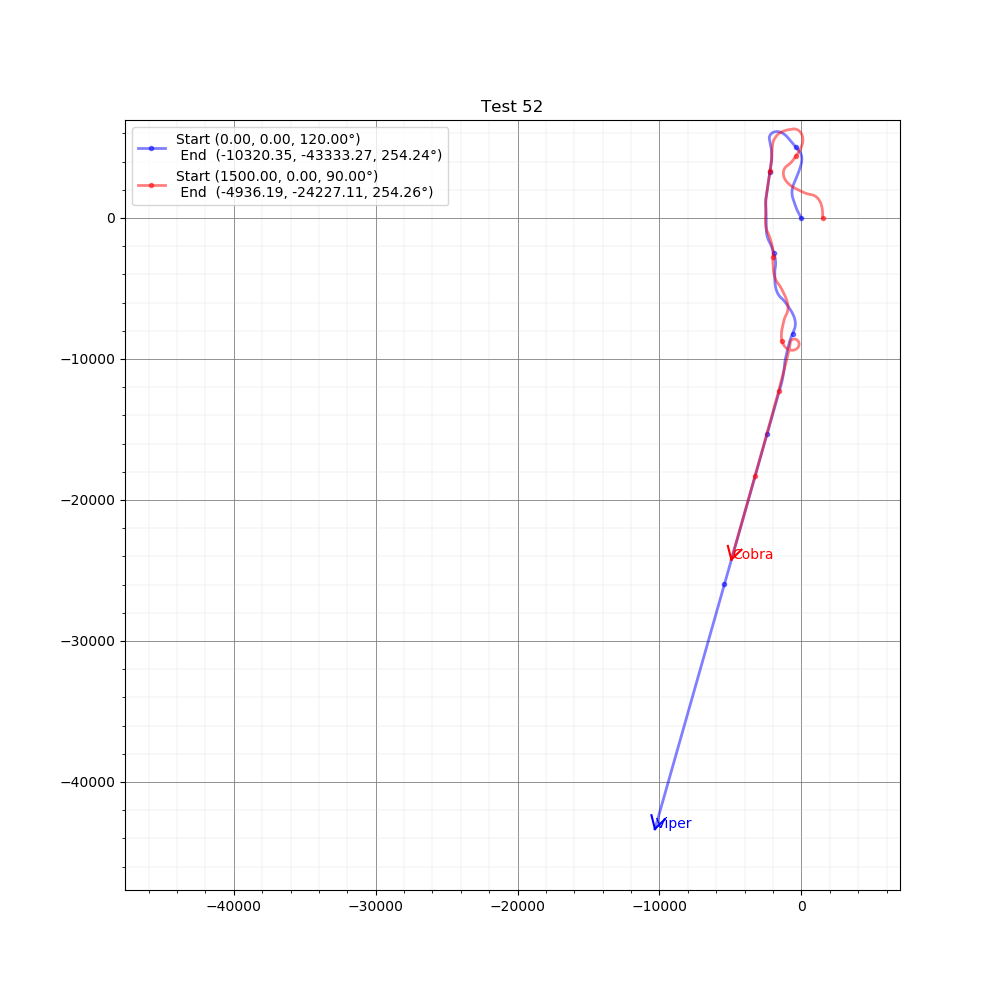 Test 52
Start (0.00, 0.00, 120.00°)
End (-10320.35, -43333.27, 254.24°)
Start (1500.00, 0.00, 90.00°)
End (-4936.19, -24227.11, 254.26°)
0
−10000
−20000
Cobra
−30000
−40000
Viper
−40000 −30000 −20000 −10000 0